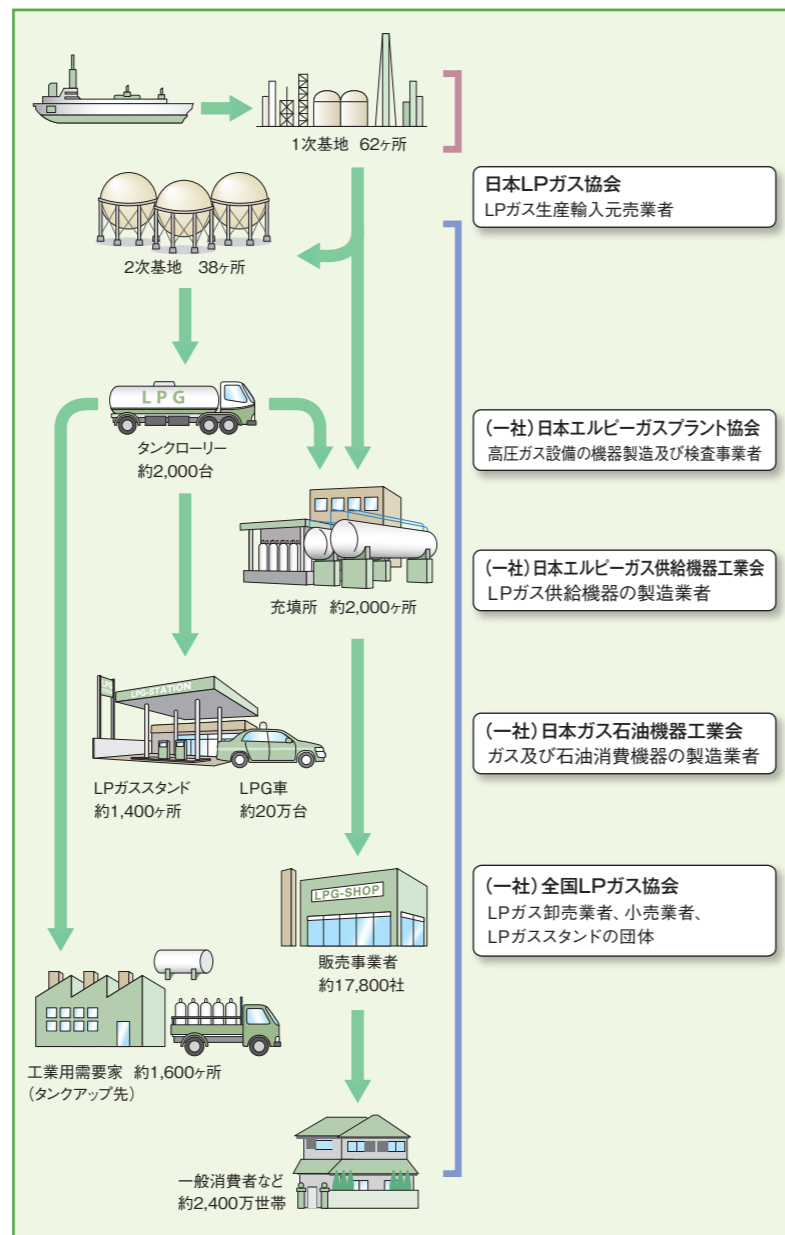 1次基地 62ヶ所
日本LPガス協会
LPガス生産輸入元売業者
2次基地 38ヶ所
LPG
タンクローリー
約2,000台
(一社)日本エルピーガスプラント協会
高圧ガス設備の機器製造及び検査事業者
充填所 約2,000ヶ所
(一社)日本エルピーガス供給機器工業会
LPガス供給機器の製造業者
LPG-STATION
LPガススタンド
約1,400ヶ所
LPG車
約20万台
(一社)日本ガス石油機器工業会
ガス及び石油消費機器の製造業者
LPG-SHOP
販売事業者
約17,800社
(一社)全国LPガス協会
LPガス卸売業者、小売業者、
LPガススタンドの団体
工業用需要家 約1,600ヶ所
(タンクアップ先)
一般消費者など
約2,400万世帯